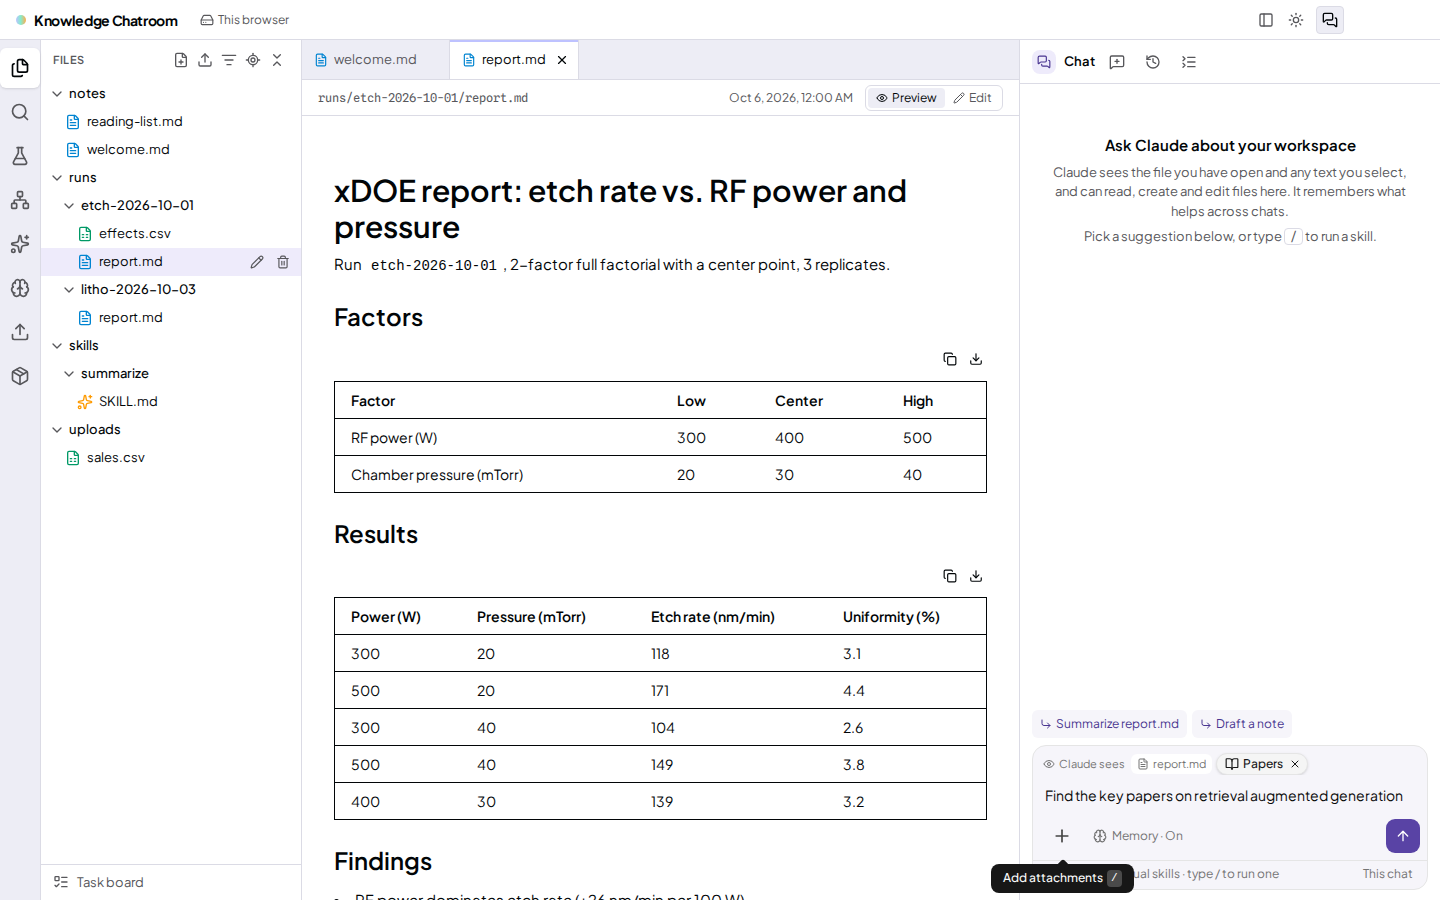 Knowledge Chatroom
This browser
FILES
notes
reading-list.md
welcome.md
runs
etch-2026-10-01
effects.csv
report.md
litho-2026-10-03
report.md
skills
summarize
SKILL.md
uploads
sales.csv
Task board
welcome.md
report.md
runs/etch-2026-10-01/report.md
Oct 6, 2026, 12:00 AM
Preview
Edit
xDOE report: etch rate vs. RF power and
pressure
Run etch-2026-10-01 , 2-factor full factorial with a center point, 3 replicates.
Factors
Factor Low Center High
RF power (W) 300 400 500
Chamber pressure (mTorr) 20 30 40
Results
Power (W) Pressure (mTorr) Etch rate (nm/min) Uniformity (%)
300 20 118 3.1
500 20 171 4.4
300 40 104 2.6
500 40 149 3.8
400 30 139 3.2
Findings
RF power dominates etch rate (+26 nm/min per 100 W)
Chat
Ask Claude about your workspace
Claude sees the file you have open and any text you select,
and can read, create and edit files here. It remembers what
helps across chats.
Pick a suggestion below, or type / to run a skill.
Summarize report.md
Draft a note
Claude sees
report.md
Papers
Find the key papers on retrieval augmented generation
Memory · On
Add attachments /
skills · type / to run one
This chat